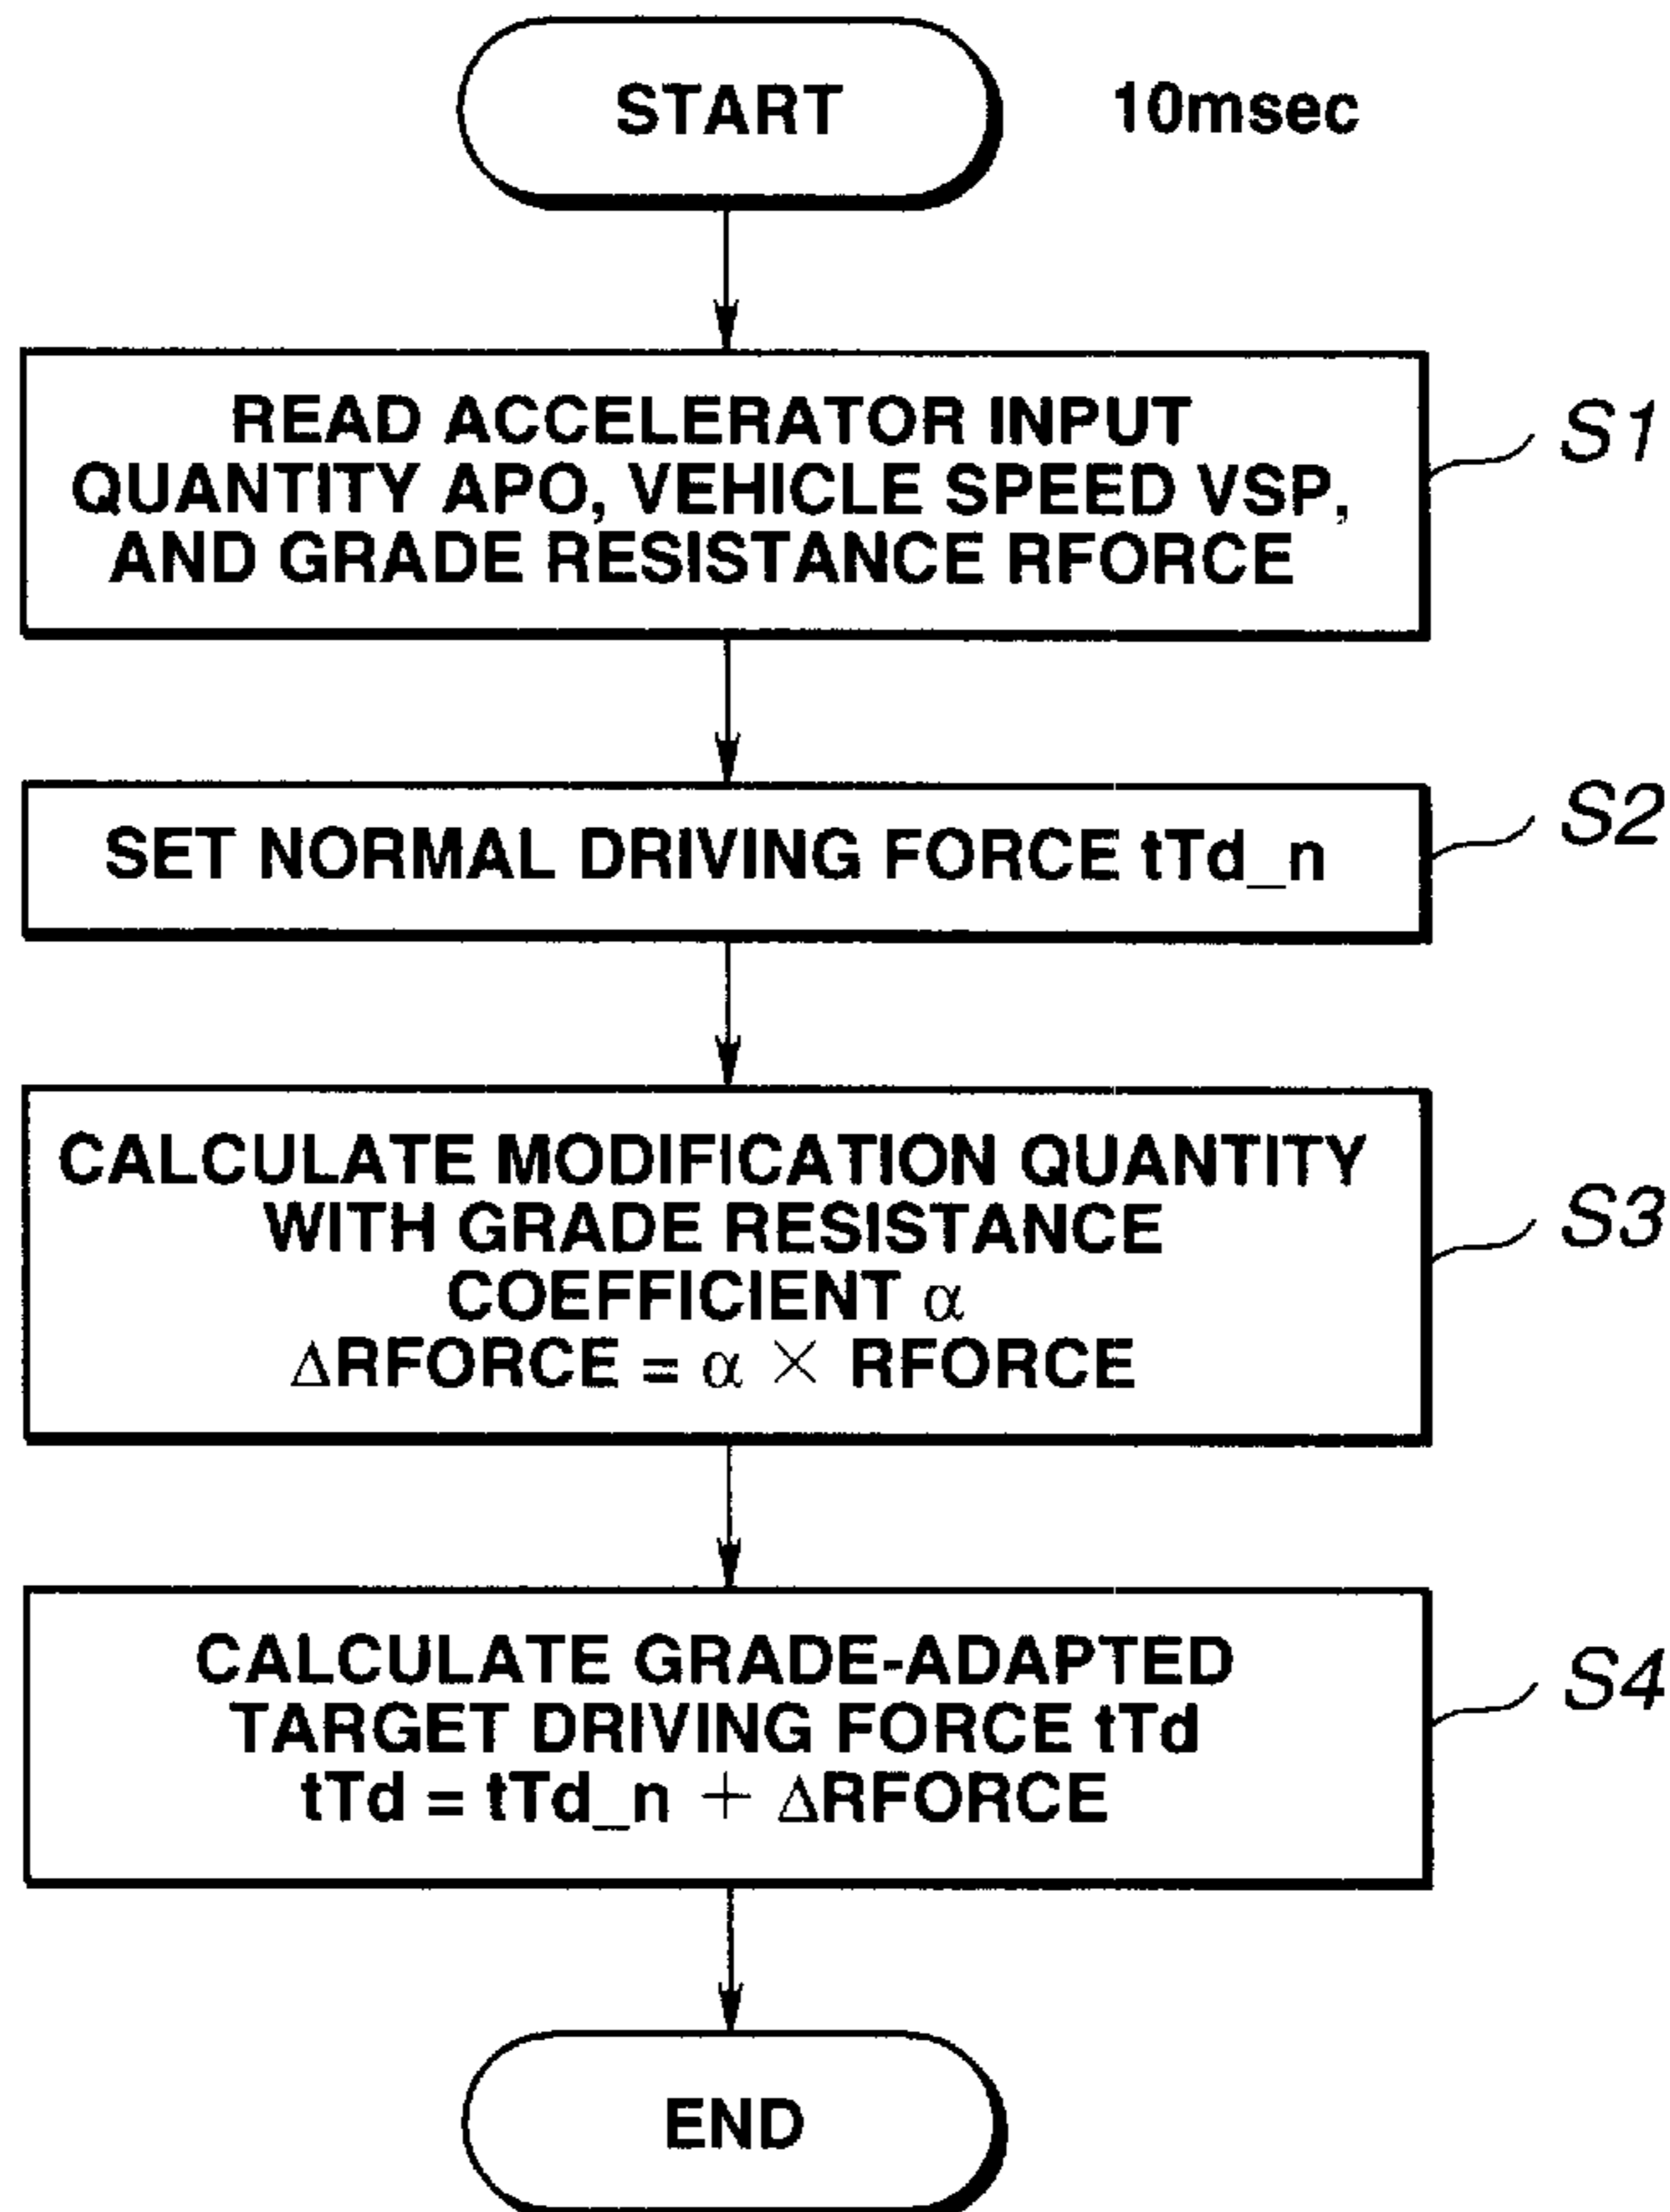 START
10msec
READ ACCELERATOR INPUT
QUANTITY APO, VEHICLE SPEED VSP,
AND GRADE RESISTANCE RFORCE
S1
SET NORMAL DRIVING FORCE tTd_n
S2
CALCULATE MODIFICATION QUANTITY
WITH GRADE RESISTANCE
COEFFICIENT α
ΔRFORCE = α × RFORCE
S3
CALCULATE GRADE-ADAPTED
TARGET DRIVING FORCE tTd
tTd = tTd_n + ΔRFORCE
S4
END